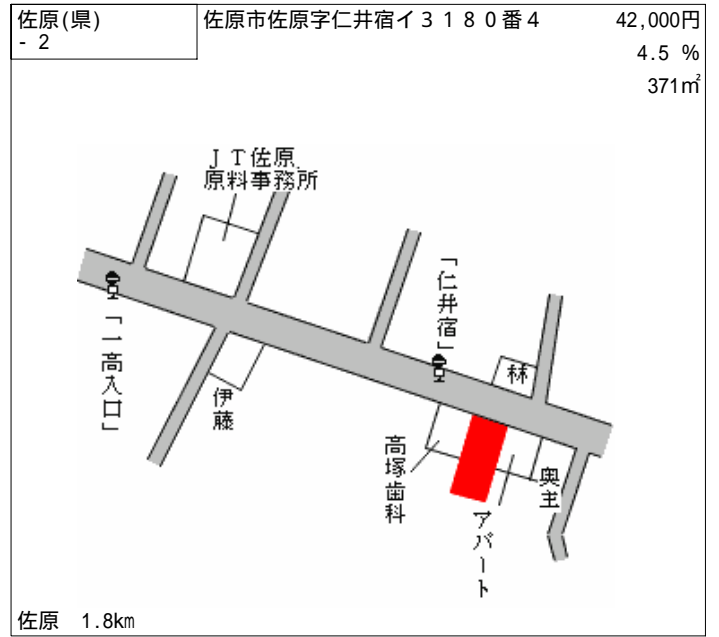 佐原(県)
- 2
佐原市佐原字仁井宿イ3180番4
42,000円
4.5 %
371㎡
JT佐原
原料事務所
「一高入口」
伊藤
「仁井宿」
林
高塚歯科
アパート
奥主
佐原 1.8km